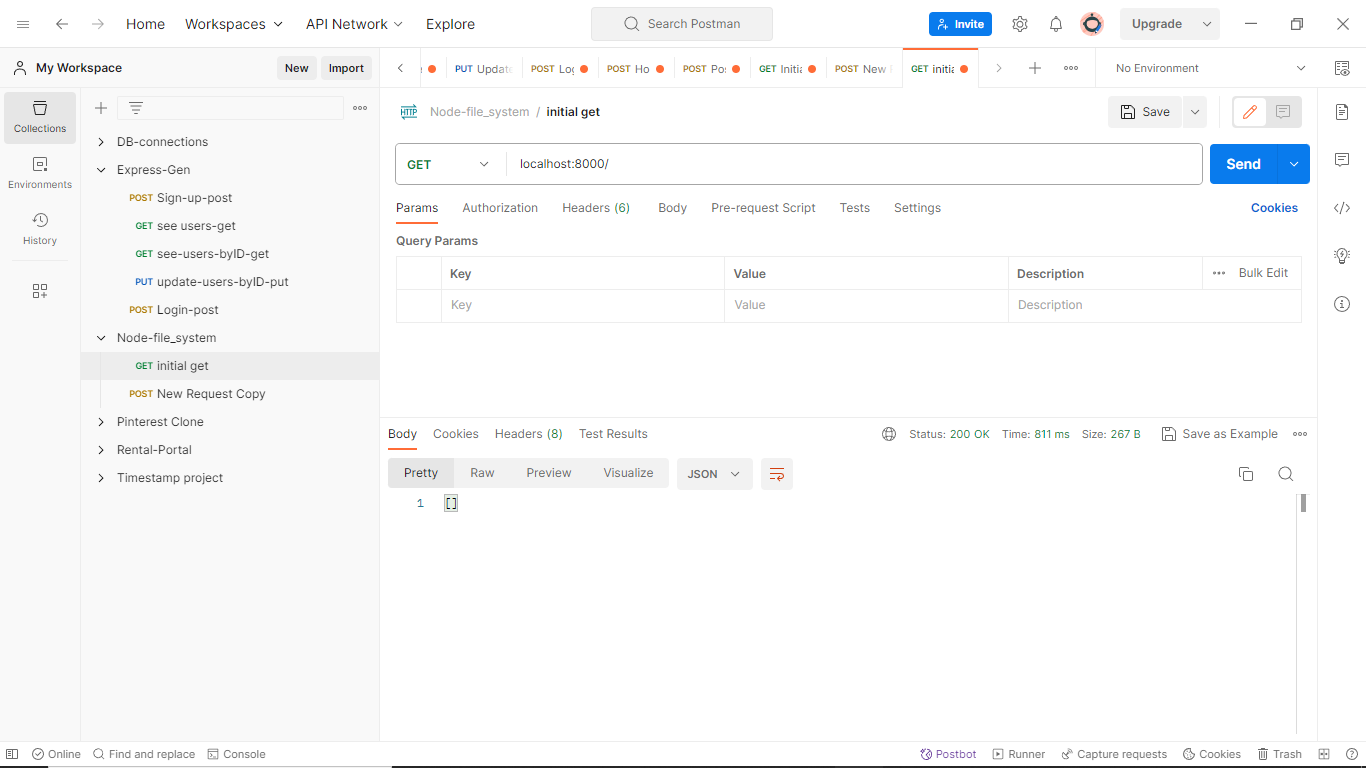 Home Workspaces API Network Explore Search Postman Invite Upgrade
My Workspace New Import
PUT Update POST Log POST Ho POST Pos GET Initia POST New GET initia No Environment
Collections
Environments
History
DB-connections
Express-Gen
POST Sign-up-post
GET see users-get
GET see-users-byID-get
PUT update-users-byID-put
POST Login-post
Node-file_system
GET initial get
POST New Request Copy
Pinterest Clone
Rental-Portal
Timestamp project
HTTP Node-file_system / initial get Save
GET localhost:8000/ Send
Params Authorization Headers (6) Body Pre-request Script Tests Settings Cookies
Query Params
Key Value Description Bulk Edit
Key Value Description
Body Cookies Headers (8) Test Results Status: 200 OK Time: 811 ms Size: 267 B Save as Example
Pretty Raw Preview Visualize JSON
1 []
Online Find and replace Console Postbot Runner Capture requests Cookies Trash